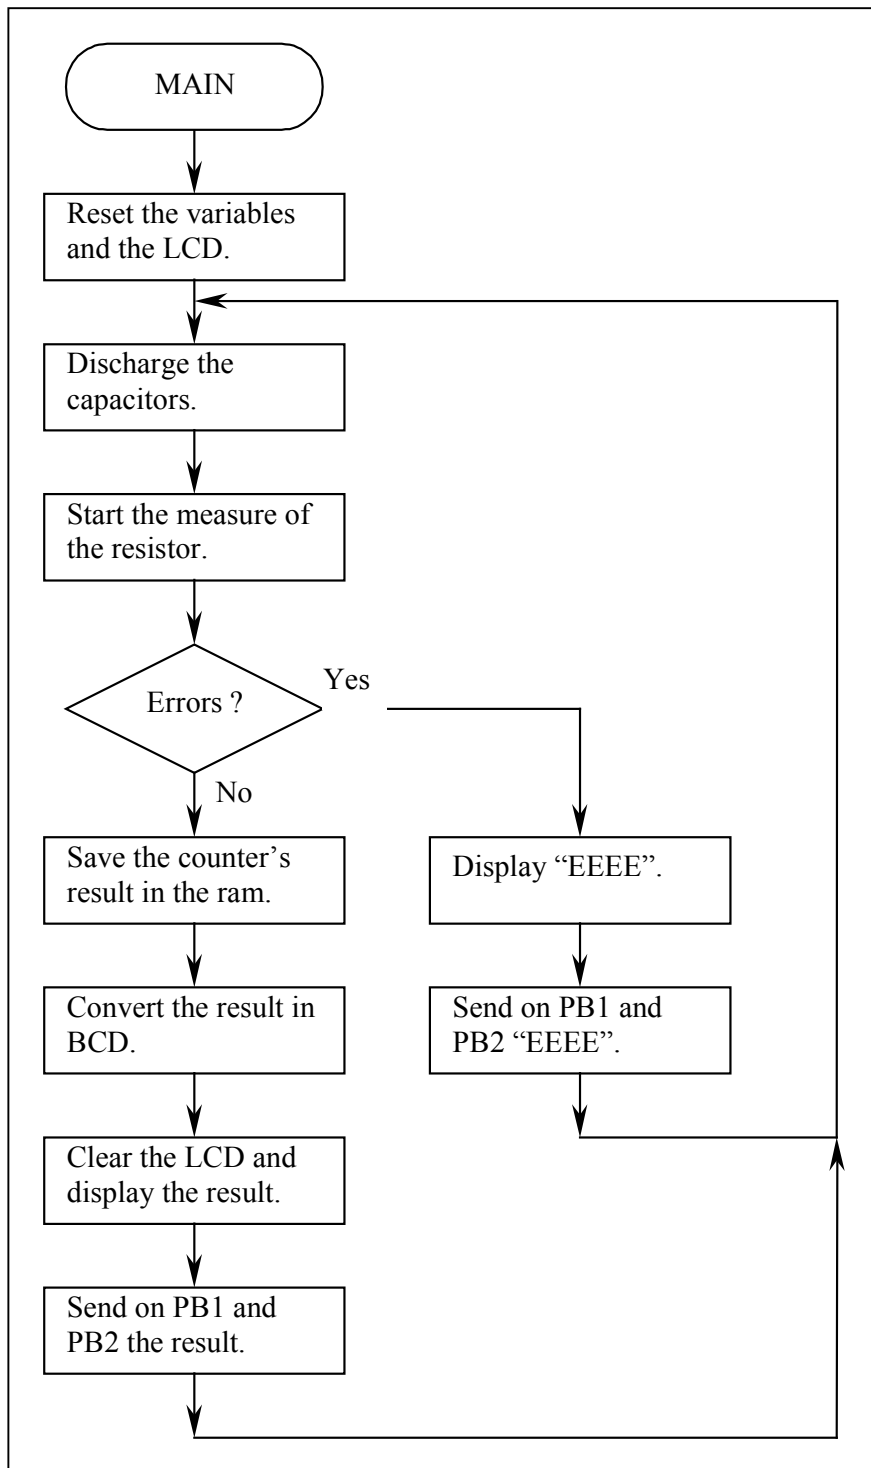 MAIN
Reset the variables
and the LCD.
Discharge the
capacitors.
Start the measure of
the resistor.
Errors ?
Yes
No
Save the counter’s
result in the ram.
Display “EEEE”.
Convert the result in
BCD.
Send on PB1 and
PB2 “EEEE”.
Clear the LCD and
display the result.
Send on PB1 and
PB2 the result.